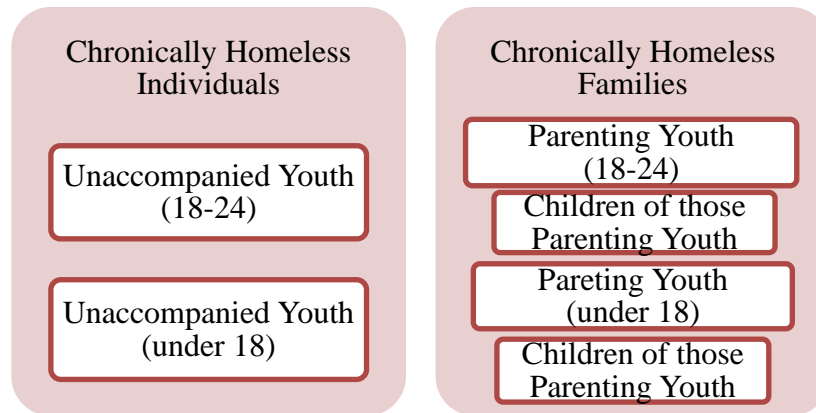 Chronically Homeless
Individuals
Unaccompanied Youth
(18-24)
Unaccompanied Youth
(under 18)
Chronically Homeless
Families
Parenting Youth
(18-24)
Children of those
Parenting Youth
Pareting Youth
(under 18)
Children of those
Parenting Youth